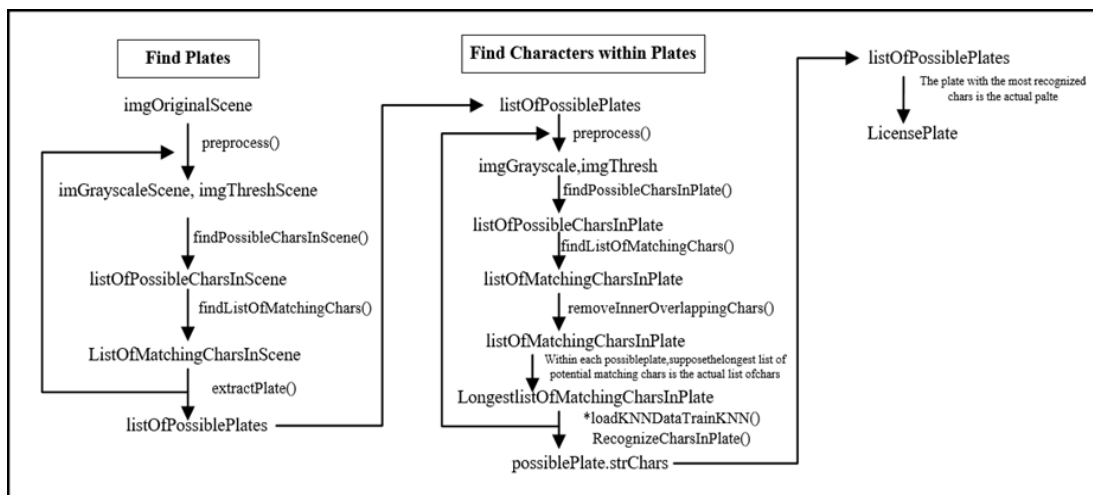 Find Plates
imgOriginalScene
preprocess()
imGrayscaleScene, imgThreshScene
findPossibleCharsInScene()
listOfPossibleCharsInScene
findListOfMatchingChars()
ListOfMatchingCharsInScene
extractPlate()
listOfPossiblePlates
Find Characters within Plates
listOfPossiblePlates
preprocess()
imgGrayscale,imgThresh
findPossibleCharsInPlate()
listOfPossibleCharsInPlate
findListOfMatchingChars()
listOfMatchingCharsInPlate
removeInnerOverlappingChars()
listOfMatchingCharsInPlate
Within each possibleplate,supposethelongest list of
potential matching chars is the actual list ofchars
LongestlistOfMatchingCharsInPlate
*loadKNNDataTrainKNN()
RecognizeCharsInPlate()
possiblePlate.strChars
listOfPossiblePlates
The plate with the most recognized
chars is the actual palte
LicensePlate